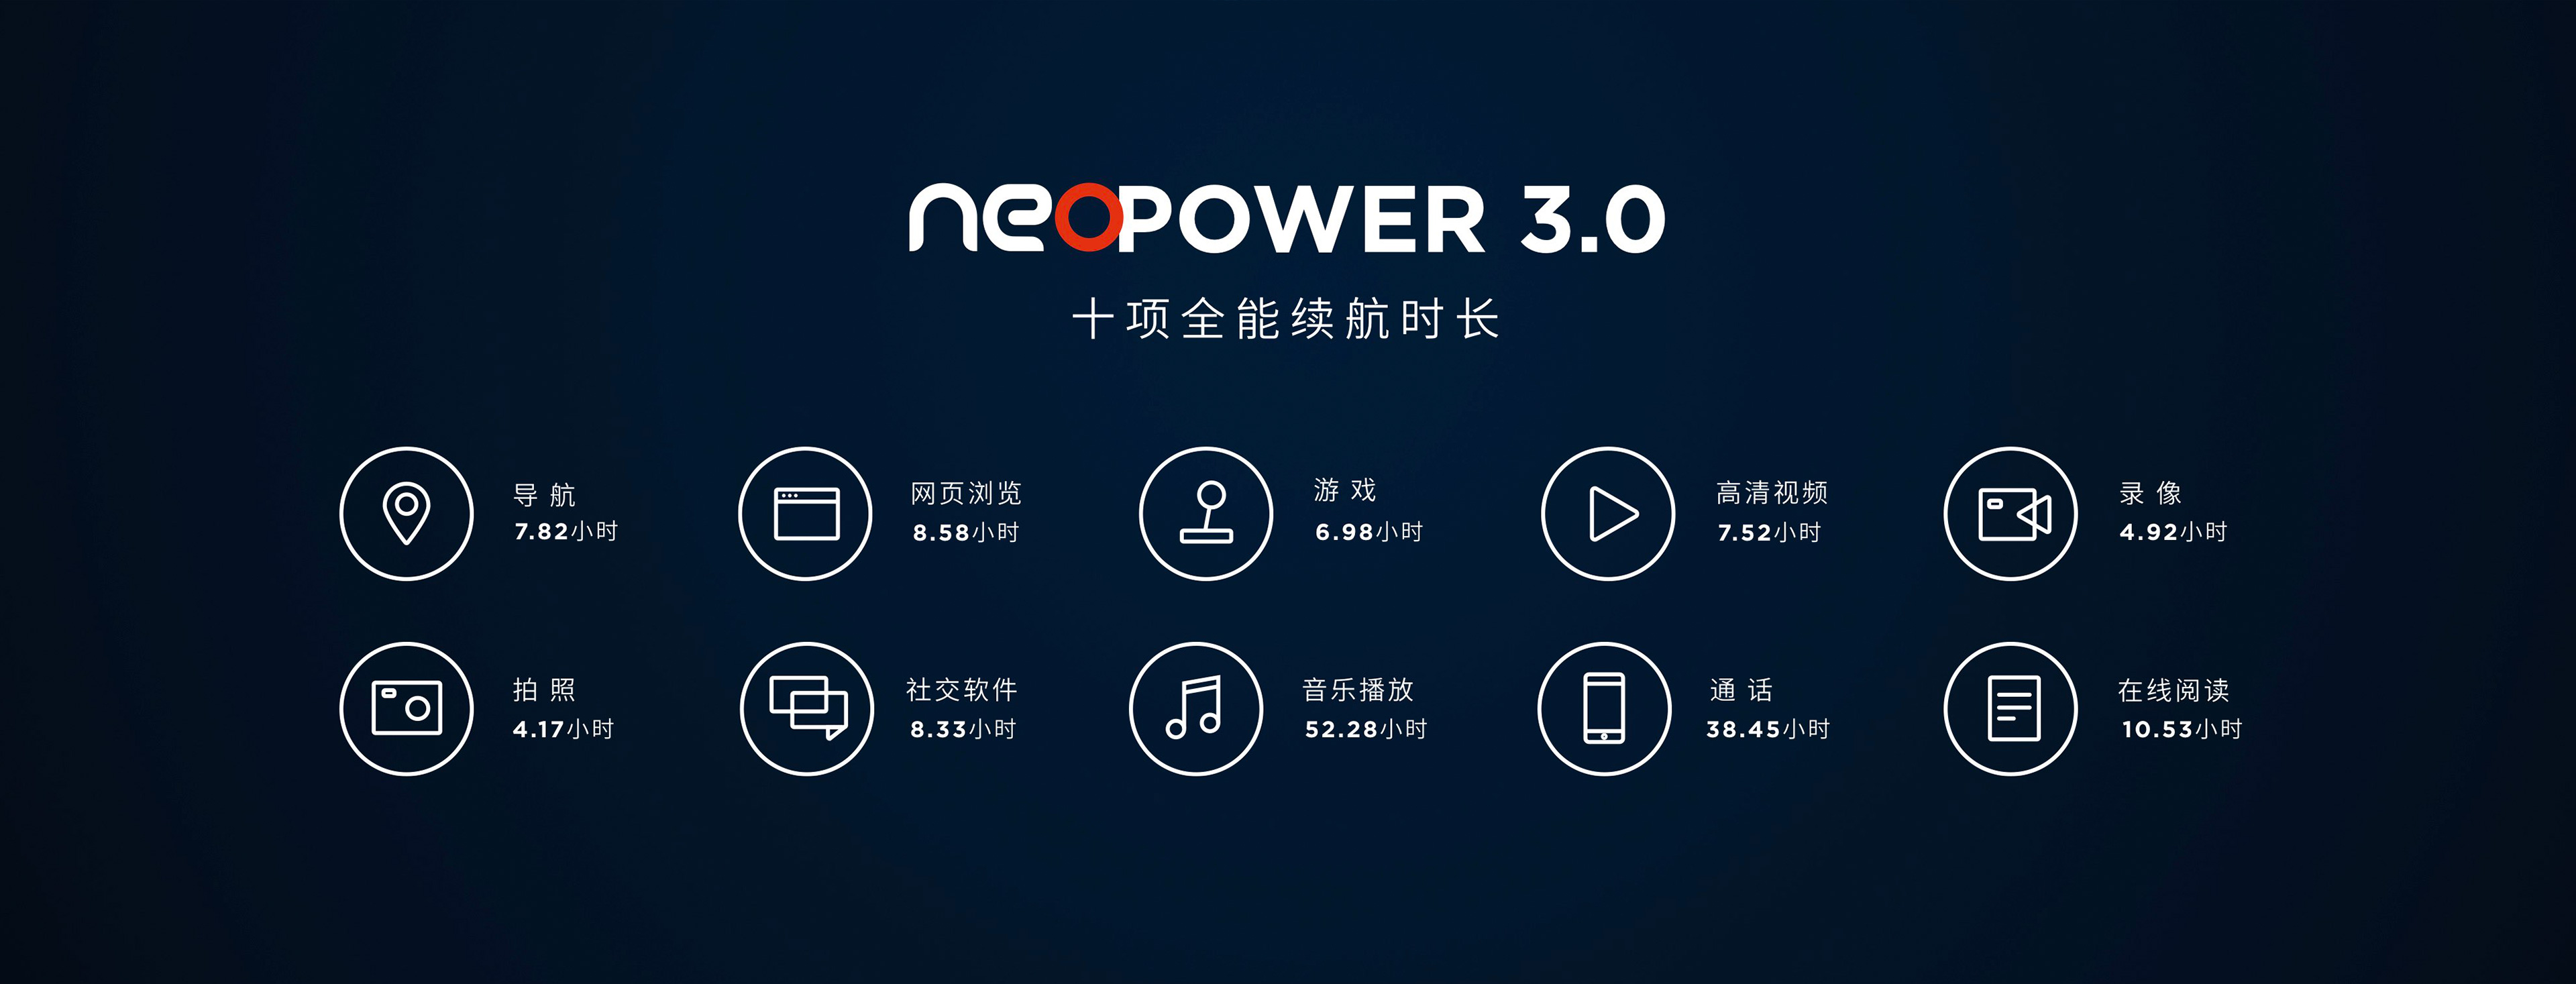 neoPOWER 3.0
十项全能续航时长
导 航
7.82小时
网页浏览
8.58小时
游 戏
6.98小时
高清视频
7.52小时
录 像
4.92小时
拍 照
4.17小时
社交软件
8.33小时
音乐播放
52.28小时
通 话
38.45小时
在线阅读
10.53小时